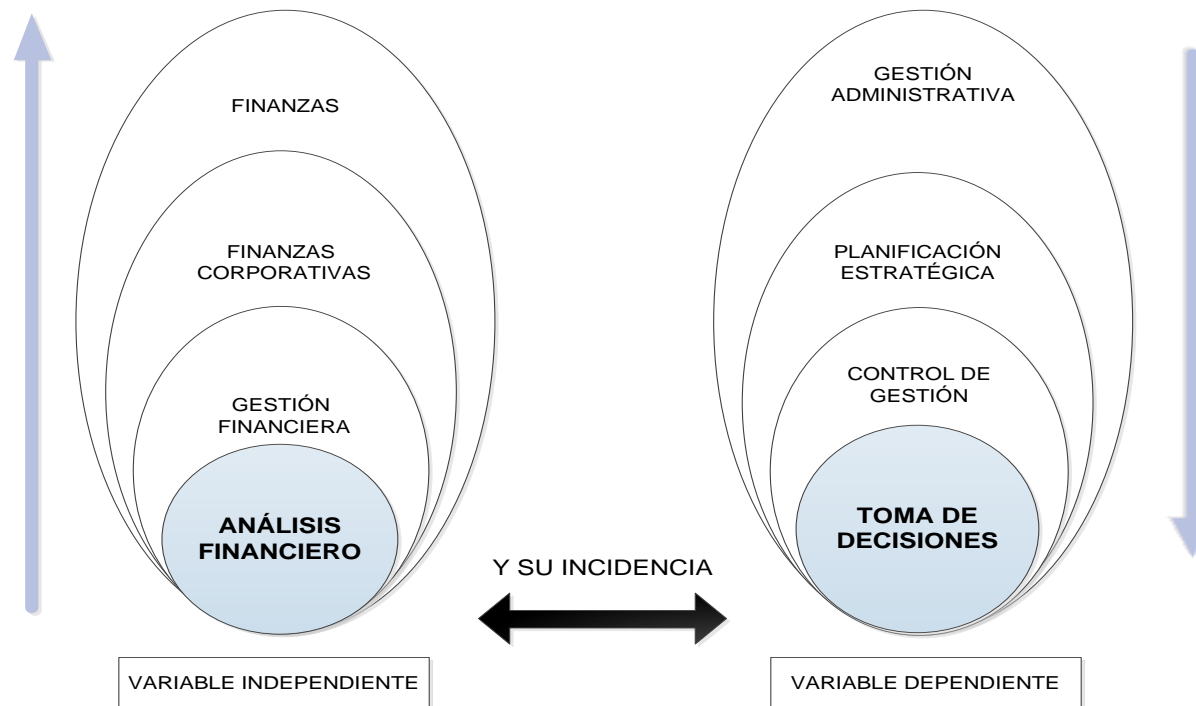 FINANZAS
FINANZAS
CORPORATIVAS
GESTIÓN
FINANCIERA
ANÁLISIS
FINANCIERO
VARIABLE INDEPENDIENTE
Y SU INCIDENCIA
GESTIÓN
ADMINISTRATIVA
PLANIFICACIÓN
ESTRATÉGICA
CONTROL DE
GESTIÓN
TOMA DE
DECISIONES
VARIABLE DEPENDIENTE